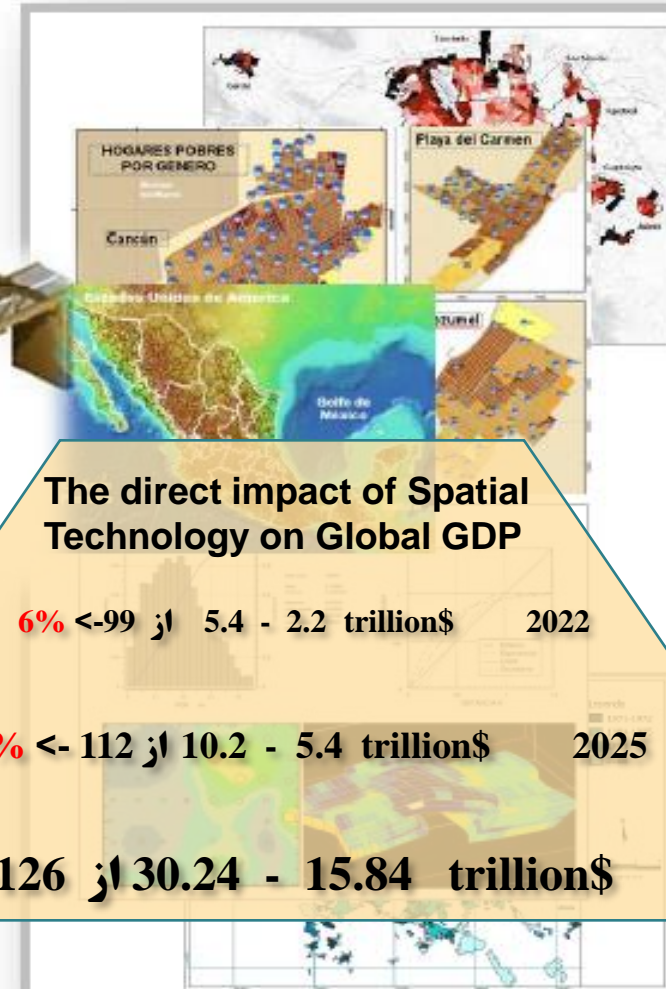 HOGARES POBRES
POR GENERO
Cancún
Playa del Carmen
zumel
Estados Unidos de America
Golfo de
México
The direct impact of Spatial
Technology on Global GDP
6% <-99 از 5.4 - 2.2 trillion$ 2022
% <- 112 از 10.2 - 5.4 trillion$ 2025
126 از 30.24 - 15.84 trillion$